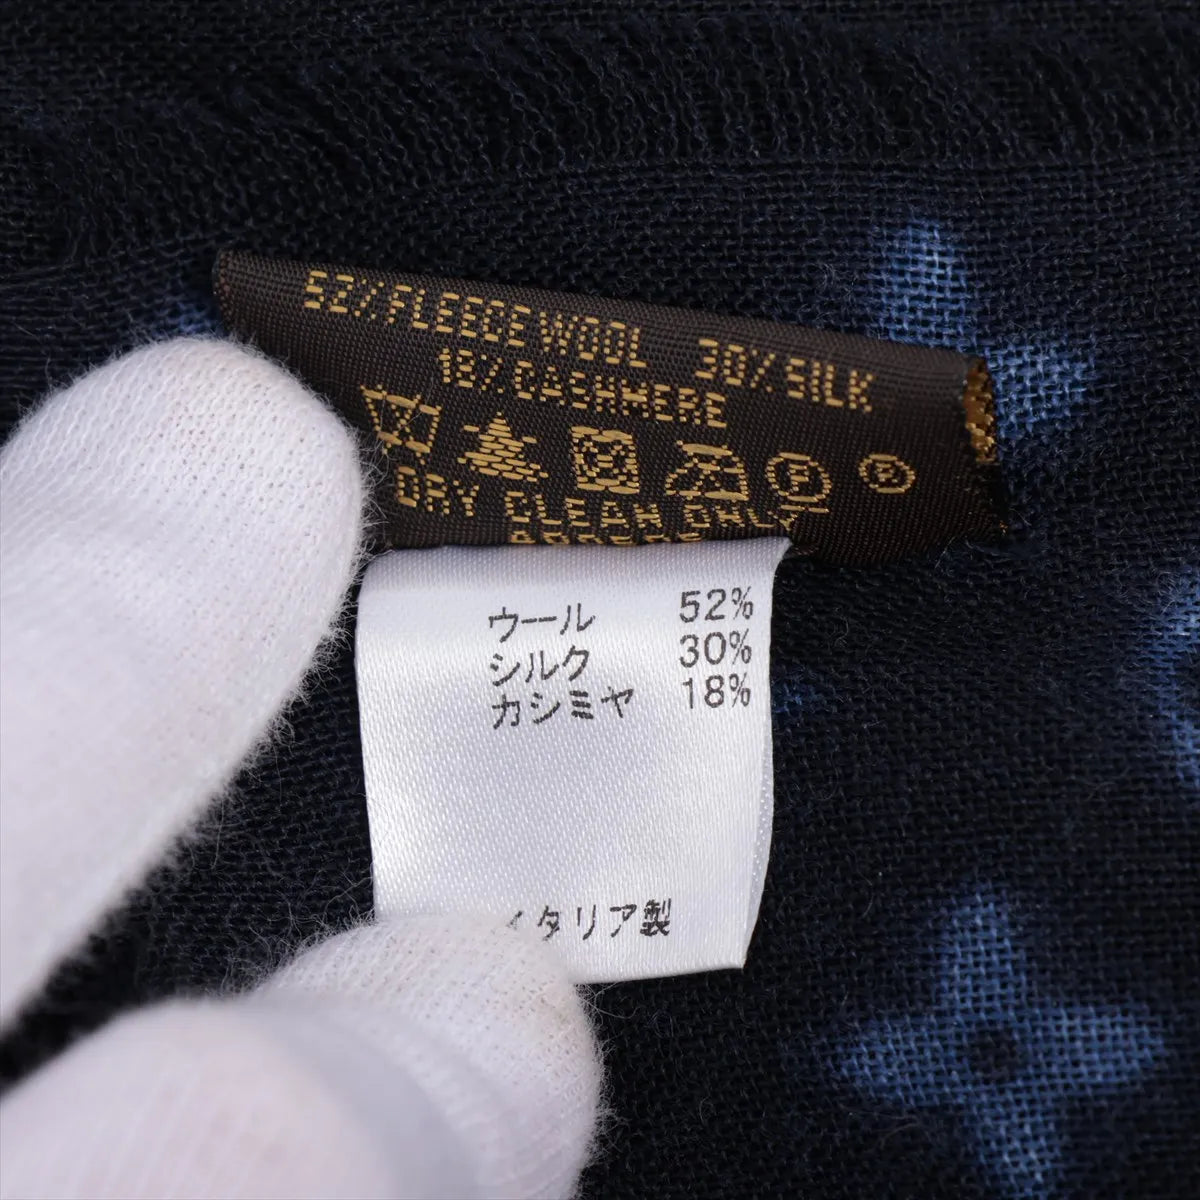 52% FLEECE WOOL 30% SILK
18% CASHMERE
F P
DRY CLEAN ONLY
ウール 52%
シルク 30%
カシミヤ 18%
イタリア製